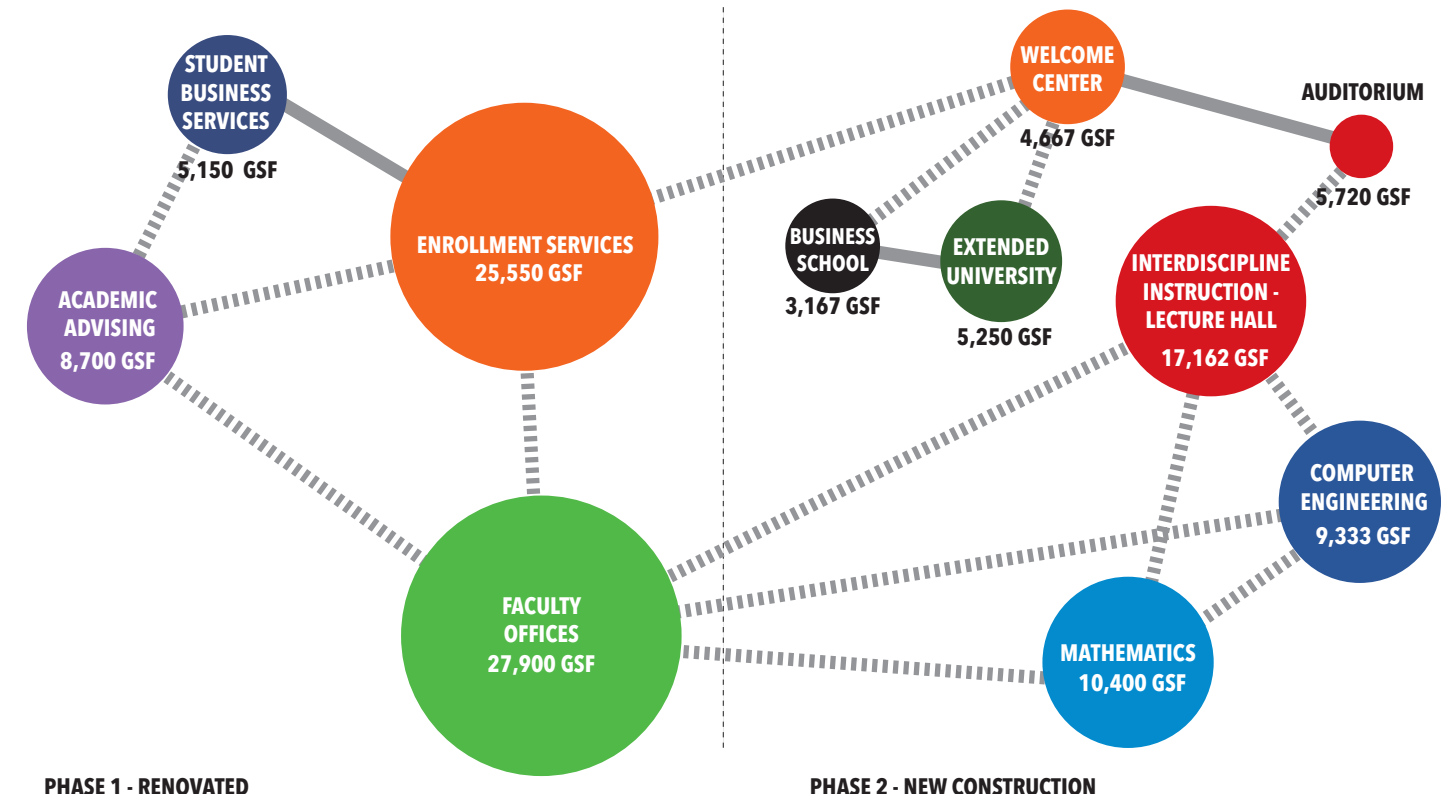 STUDENT
BUSINESS
SERVICES
5,150 GSF
ENROLLMENT SERVICES
25,550 GSF
ACADEMIC
ADVISING
8,700 GSF
FACULTY
OFFICES
27,900 GSF
PHASE 1 - RENOVATED
WELCOME
CENTER
4,667 GSF
AUDITORIUM
5,720 GSF
BUSINESS
SCHOOL
3,167 GSF
EXTENDED
UNIVERSITY
5,250 GSF
INTERDISCIPLINE
INSTRUCTION -
LECTURE HALL
17,162 GSF
COMPUTER
ENGINEERING
9,333 GSF
MATHEMATICS
10,400 GSF
PHASE 2 - NEW CONSTRUCTION